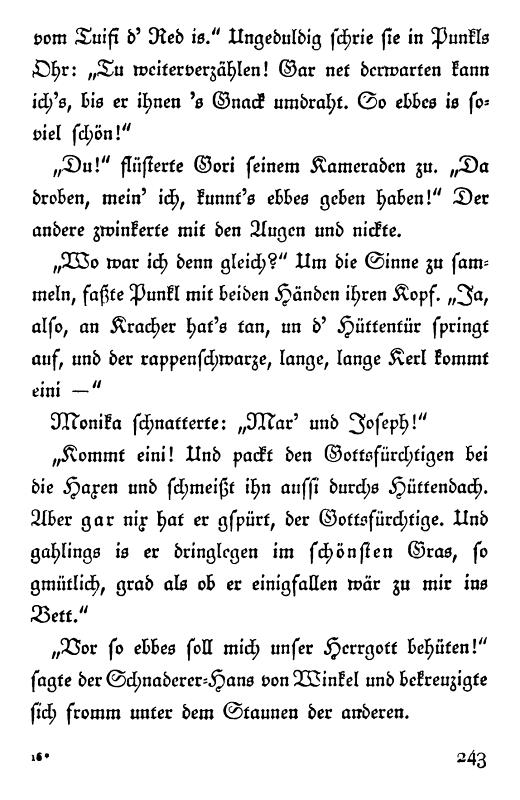 vom Tuifi d' Red is.“ Ungeduldig schrie sie in Punkls
Ohr: „Tu weiterverzählen! Gar net derwarten kann
ich's, bis er ihnen 's Gnack umdraht. So ebbes is so-
viel schön!“
„Du!“ flüsterte Gori seinem Kameraden zu. „Da
droben, mein' ich, kunnt's ebbes geben haben!“ Der
andere zwinkerte mit den Augen und nickte.
„Wo war ich denn gleich?“ Um die Sinne zu sam-
meln, faßte Punkl mit beiden Händen ihren Kopf. „Ja,
also, an Kracher hat's tan, un d' Hüttentür springt
auf, und der rappenschwarze, lange, lange Kerl kommt
eini —“
Monika schnatterte: „Mar' und Joseph!“
„Kommt eini! Und packt den Gottsfürchtigen bei
die Haxen und schmeißt ihn aussi durchs Hüttendach.
Aber gar nix hat er gspürt, der Gottsfürchtige. Und
gahlings is er dringlegen im schönsten Gras, so
gmütlich, grad als ob er einigfallen wär zu mir ins
Bett.“
„Vor so ebbes soll mich unser Herrgott behüten!“
sagte der Schnaderer-Hans von Winkel und bekreuzigte
sich fromm unter dem Staunen der anderen.
16*
243